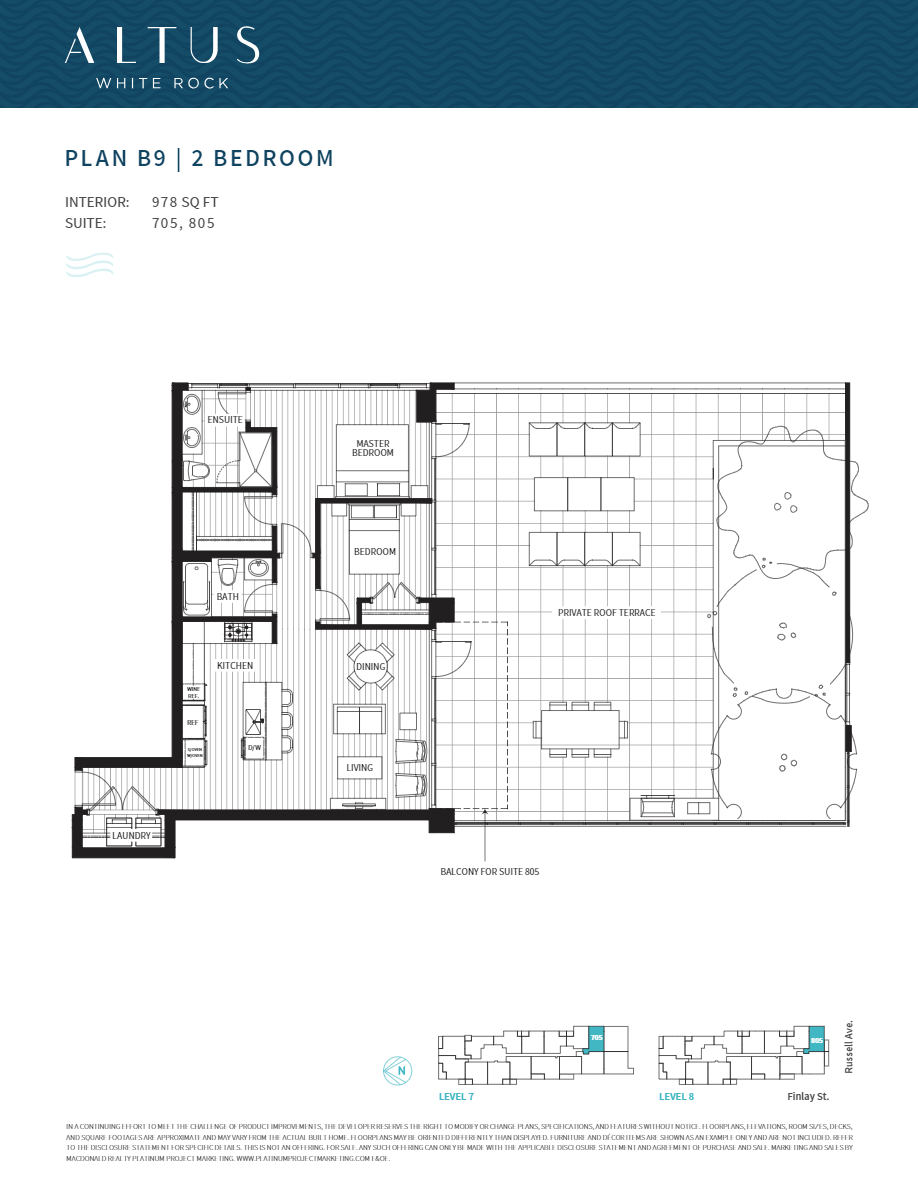 ALTUS
WHITE ROCK
PLAN B9 | 2 BEDROOM
INTERIOR: 978 SQ FT
SUITE: 705, 805
ENSUITE
MASTER
BEDROOM
BEDROOM
BATH
PRIVATE ROOF TERRACE
KITCHEN
DINING
WINE
REF.
REF
D/W
LIVING
LAUNDRY
BALCONY FOR SUITE 805
705
805
Russell Ave.
N
LEVEL 7
LEVEL 8
Finlay St.
IN A CONTINUING EFFORT TO MEET THE CHALLENGE OF PRODUCT IMPROVEMENTS, THE DEVELOPER RESERVES THE RIGHT TO MODIFY OR CHANGE PLANS, SPECIFICATIONS, AND FEATURES WITHOUT NOTICE. FLOORPLANS, ELEVATIONS, ROOM SIZES, DECKS,
AND SQUARE FOOTAGES ARE APPROXIMATE AND MAY VARY FROM THE ACTUAL BUILT HOME. FLOORPLANS MAY BE ORIENTED DIFFERENTLY THAN DISPLAYED. FURNITURE AND DÉCOR ITEMS ARE SHOWN AS AN EXAMPLE ONLY AND ARE NOT INCLUDED. REFER
TO THE DISCLOSURE STATEMENT FOR SPECIFIC DETAILS. THIS IS NOT AN OFFERING. FOR SALE. ANY SUCH OFFERING CAN ONLY BE MADE WITH THE APPLICABLE DISCLOSURE STATEMENT AND AGREEMENT OF PURCHASE AND SALE. MARKETING AND SALES BY
MACDONALD REALTY PLATINUM PROJECT MARKETING. WWW.PLATINUMPROJECTMARKETING.COM E&OE.